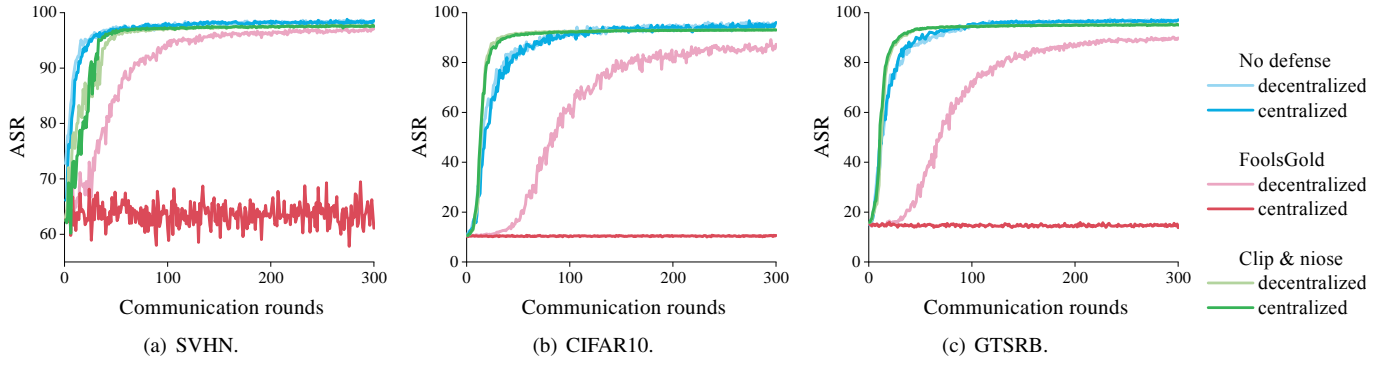 100
90
80
70
60
ASR
0
100
200
300
Communication rounds
(a) SVHN.
100
80
60
40
20
0
ASR
0
100
200
300
Communication rounds
(b) CIFAR10.
100
80
60
40
20
0
ASR
0
100
200
300
Communication rounds
(c) GTSRB.
No defense
decentralized
centralized
FoolsGold
decentralized
centralized
Clip & niose
decentralized
centralized